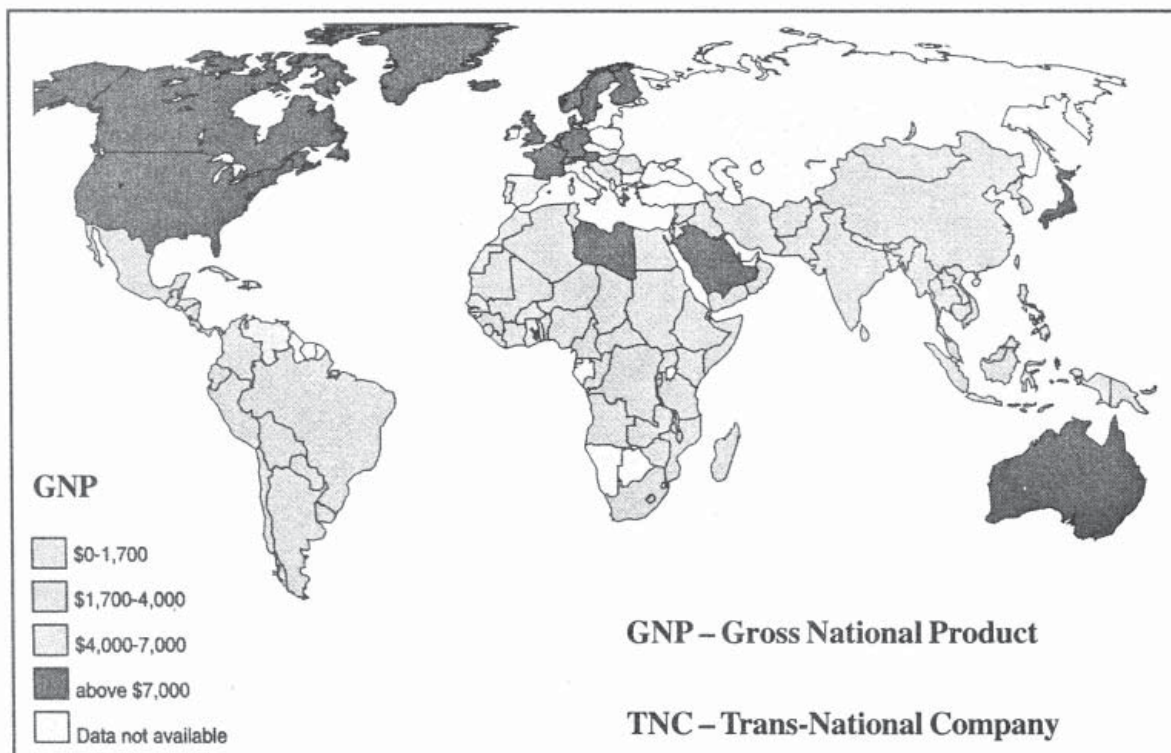 GNP
$0-1,700
$1,700-4,000
$4,000-7,000
above $7,000
Data not available
GNP – Gross National Product
TNC – Trans-National Company